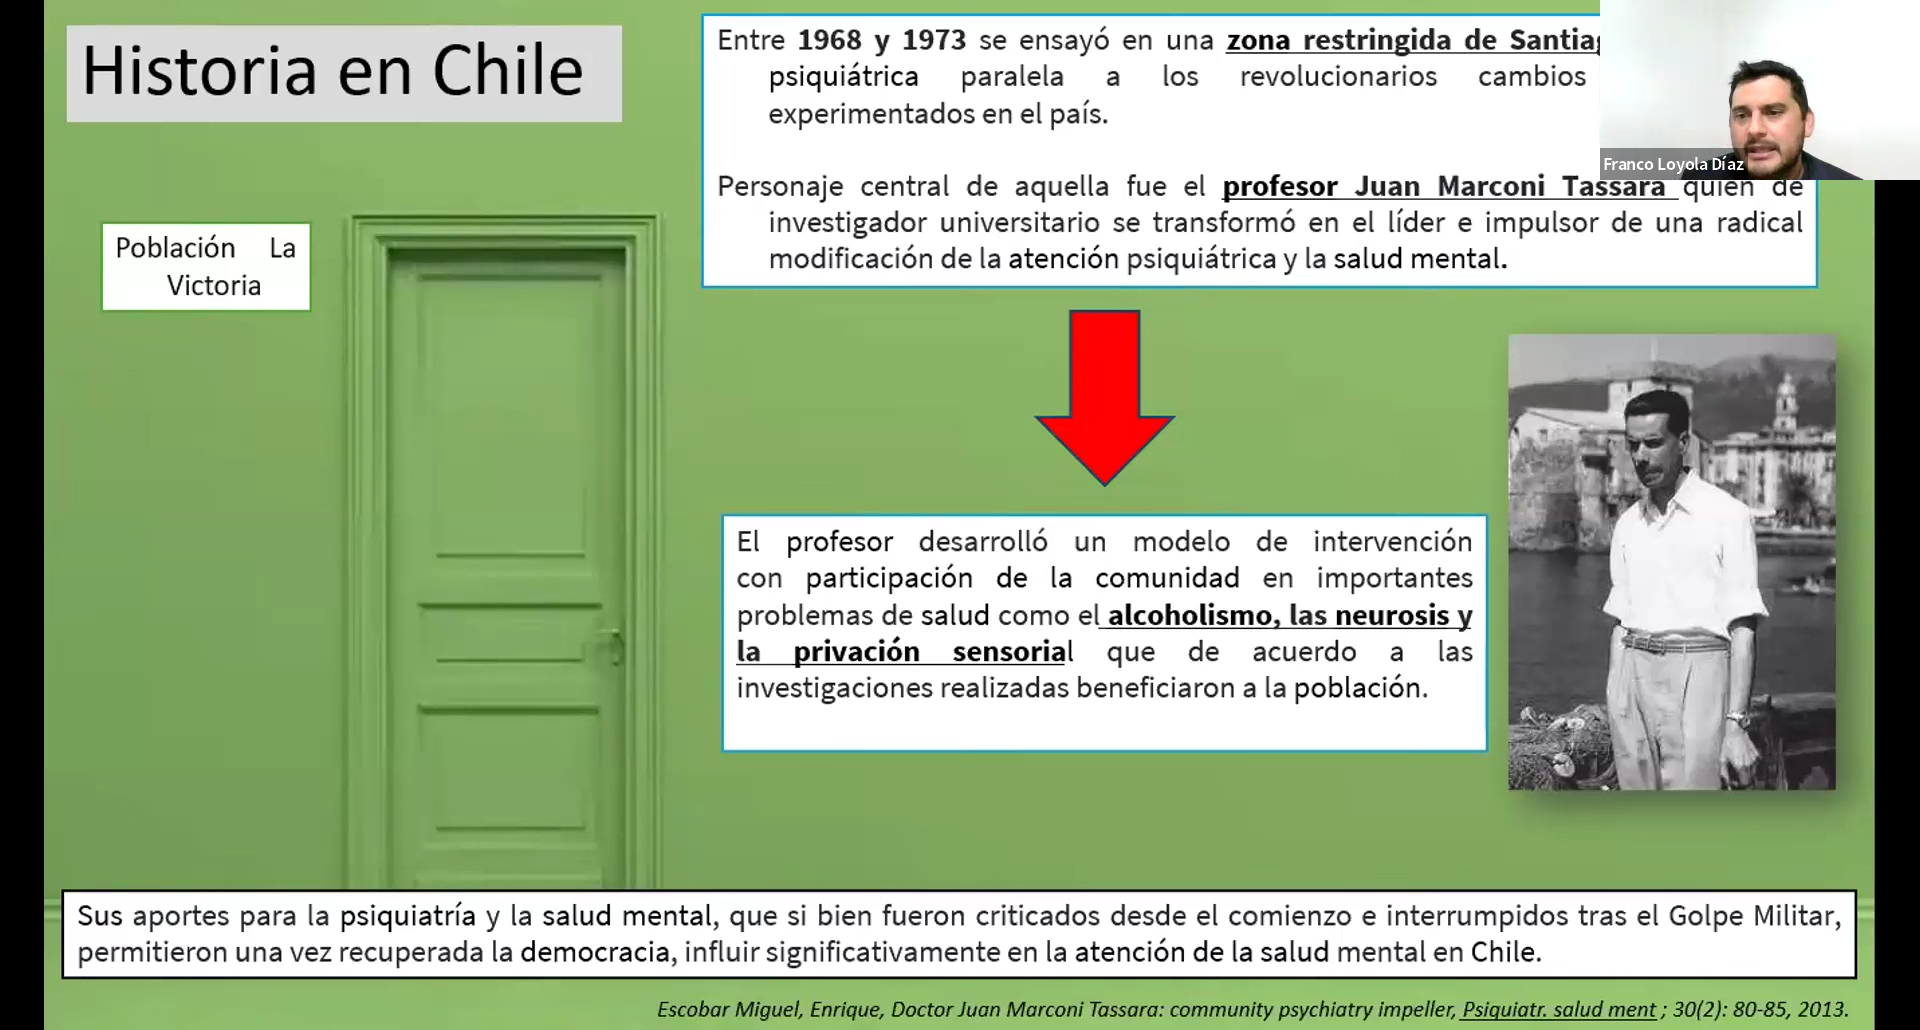 Historia en Chile
Entre 1968 y 1973 se ensayó en una zona restringida de
psiquiátrica paralela a los revolucionarios cambios
experimentados en el país.
Franco Loyola Díaz
Personaje central de aquella fue el profesor Juan Marconi Tassara quien de
investigador universitario se transformó en el líder e impulsor de una radical
modificación de la atención psiquiátrica y la salud mental.
Población La
Victoria
El profesor desarrolló un modelo de intervención
con participación de la comunidad en importantes
problemas de salud como el alcoholismo, las neurosis y
la privación sensorial que de acuerdo a las
investigaciones realizadas beneficiaron a la población.
Sus aportes para la psiquiatría y la salud mental, que si bien fueron criticados desde el comienzo e interrumpidos tras el Golpe Militar,
permitieron una vez recuperada la democracia, influir significativamente en la atención de la salud mental en Chile.
Escobar Miguel, Enrique, Doctor Juan Marconi Tassara: community psychiatry impeller, Psiquiatr. salud ment ; 30(2): 80-85, 2013.